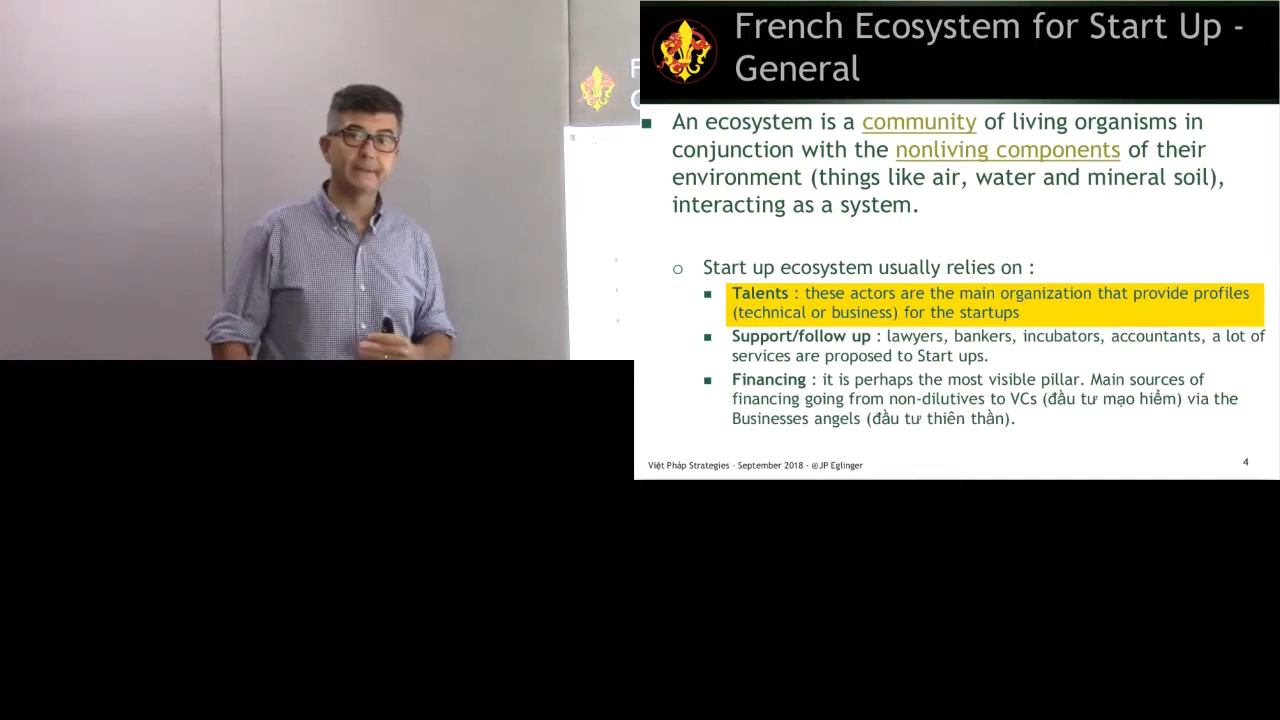 French Ecosystem for Start Up -
General
An ecosystem is a community of living organisms in
conjunction with the nonliving components of their
environment (things like air, water and mineral soil),
interacting as a system.
Start up ecosystem usually relies on :
Talents : these actors are the main organization that provide profiles
(technical or business) for the startups
Support/follow up : lawyers, bankers, incubators, accountants, a lot of
services are proposed to Start ups.
Financing : it is perhaps the most visible pillar. Main sources of
financing going from non-dilutives to VCs (đầu tư mạo hiểm) via the
Businesses angels (đầu tư thiên thần).
Việt Pháp Strategies - September 2018 - @JP Eglinger
4